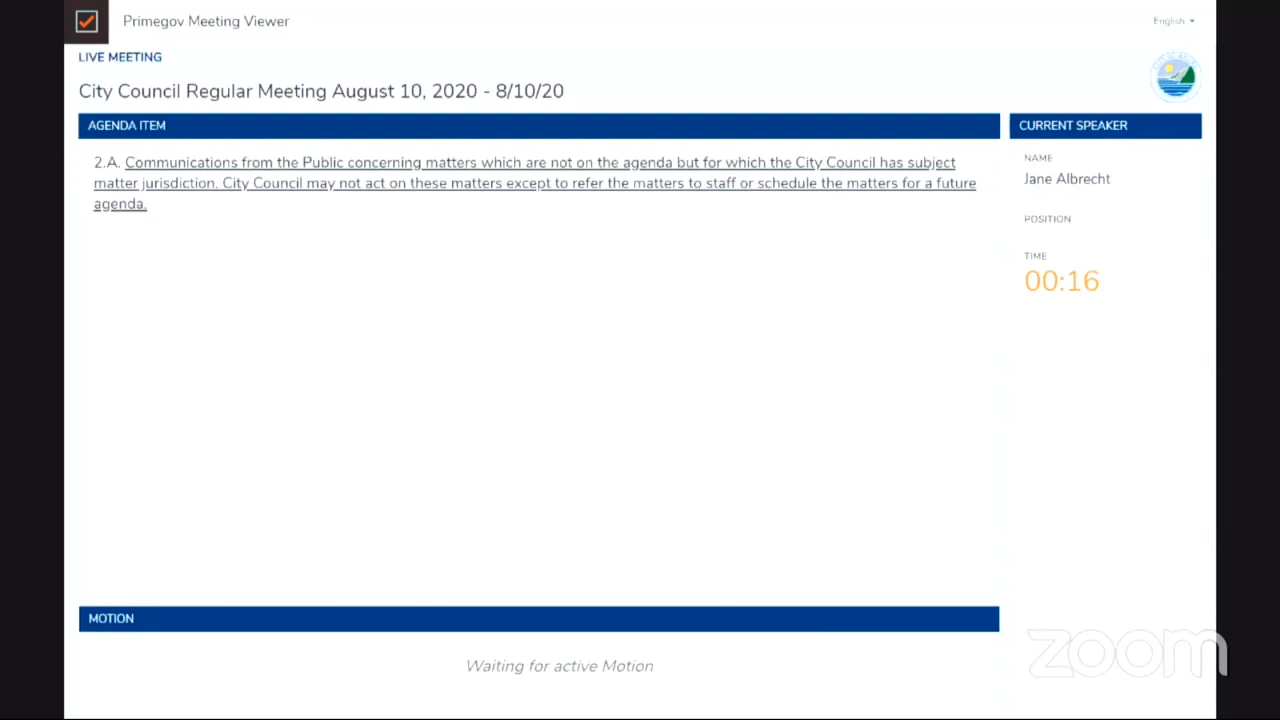 Primegov Meeting Viewer
English
LIVE MEETING
City Council Regular Meeting August 10, 2020 - 8/10/20
AGENDA ITEM
2.A. Communications from the Public concerning matters which are not on the agenda but for which the City Council has subject
matter jurisdiction. City Council may not act on these matters except to refer the matters to staff or schedule the matters for a future
agenda.
CURRENT SPEAKER
NAME
Jane Albrecht
POSITION
TIME
00:16
MOTION
Waiting for active Motion
zoom